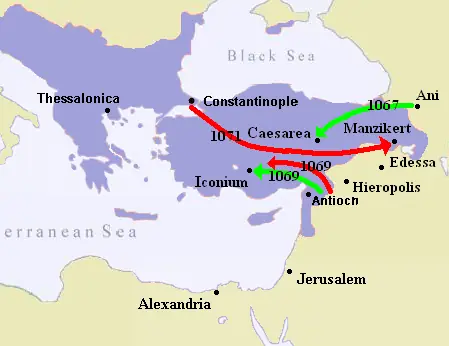 Black Sea
Ani
Thessalonica
Constantinople
1067
Manzikert
1071
Caesarea
Edessa
1069
Iconium
1069
Hieropolis
Antioch
erranean Sea
Jerusalem
Alexandria